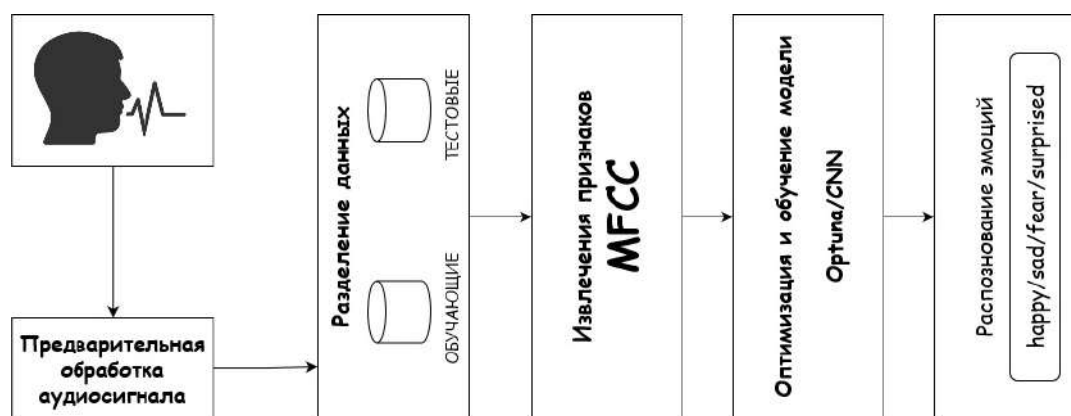 Предварительная
обработка
аудиосигнала
Разделение данных
ТЕСТОВЫЕ
ОБУЧАЮЩИЕ
Извлечения признаков
MFCC
Оптимизация и обучение модели
Optuna/CNN
Распознование эмоций
happy/sad/fear/surprised